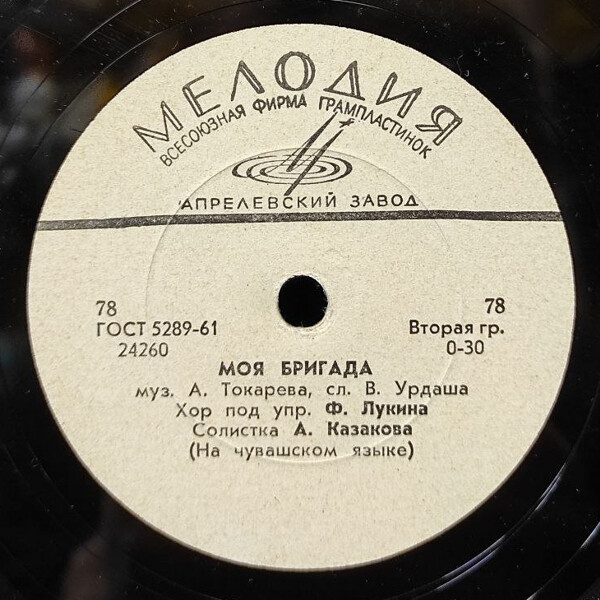 МЕЛОДИЯ
ВСЕСОЮЗНАЯ ФИРМА ГРАМПЛАСТИНОК
АПРЕЛЕВСКИЙ ЗАВОД
78 78
ГОСТ 5289-61 Вторая гр.
24260 0-30
МОЯ БРИГАДА
муз. А. Токарева, сл. В. Урдаша
Хор под упр. Ф. Лукина
Солистка А. Казакова
(На чувашском языке)